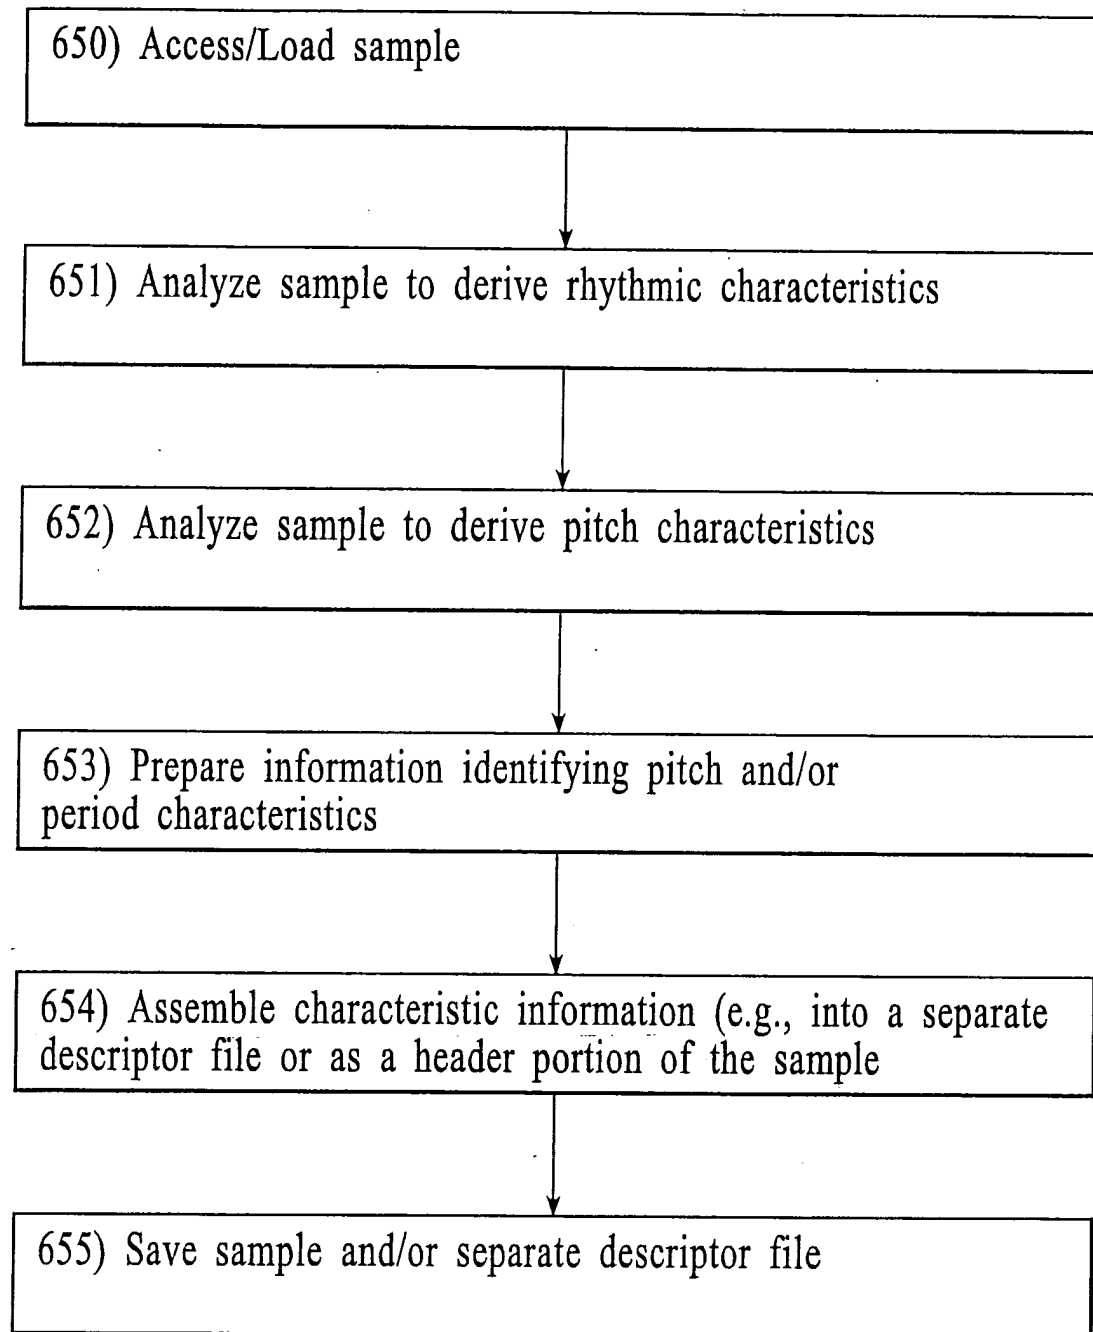 650) Access/Load sample
651) Analyze sample to derive rhythmic characteristics
652) Analyze sample to derive pitch characteristics
653) Prepare information identifying pitch and/or
period characteristics
654) Assemble characteristic information (e.g., into a separate
descriptor file or as a header portion of the sample
655) Save sample and/or separate descriptor file